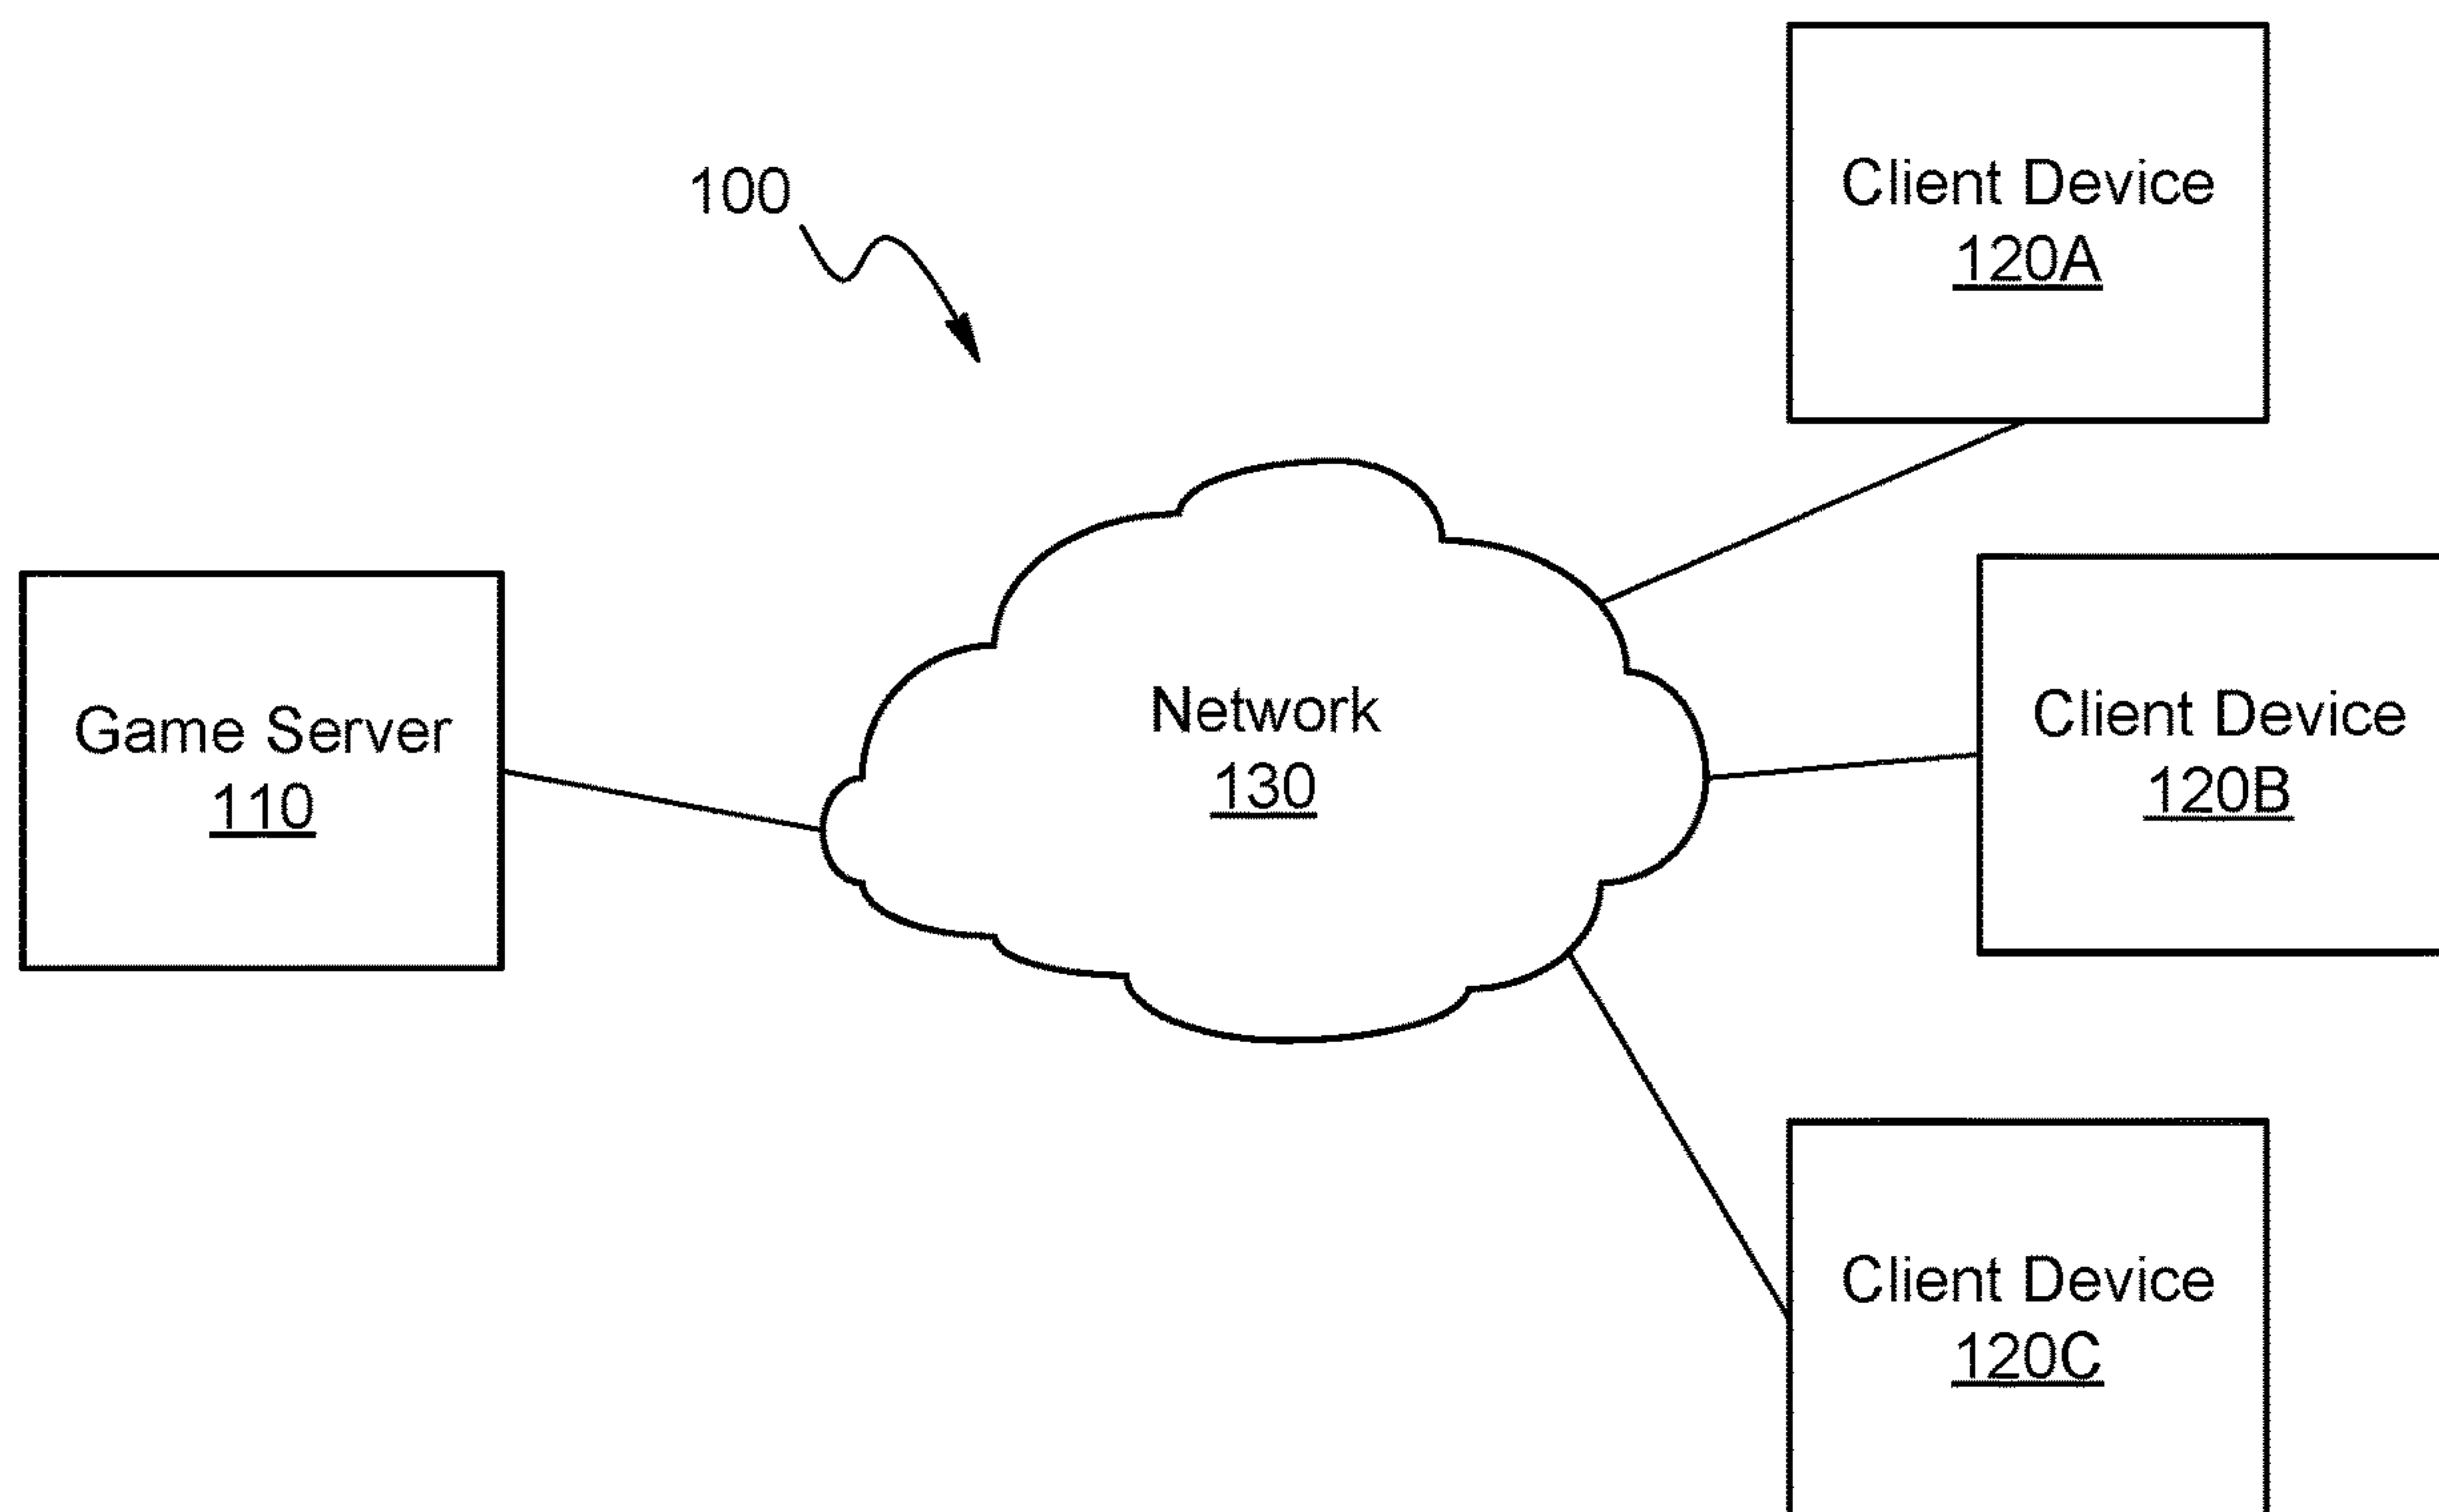 100
Client Device
120A
Game Server
110
Network
130
Client Device
120B
Client Device
120C